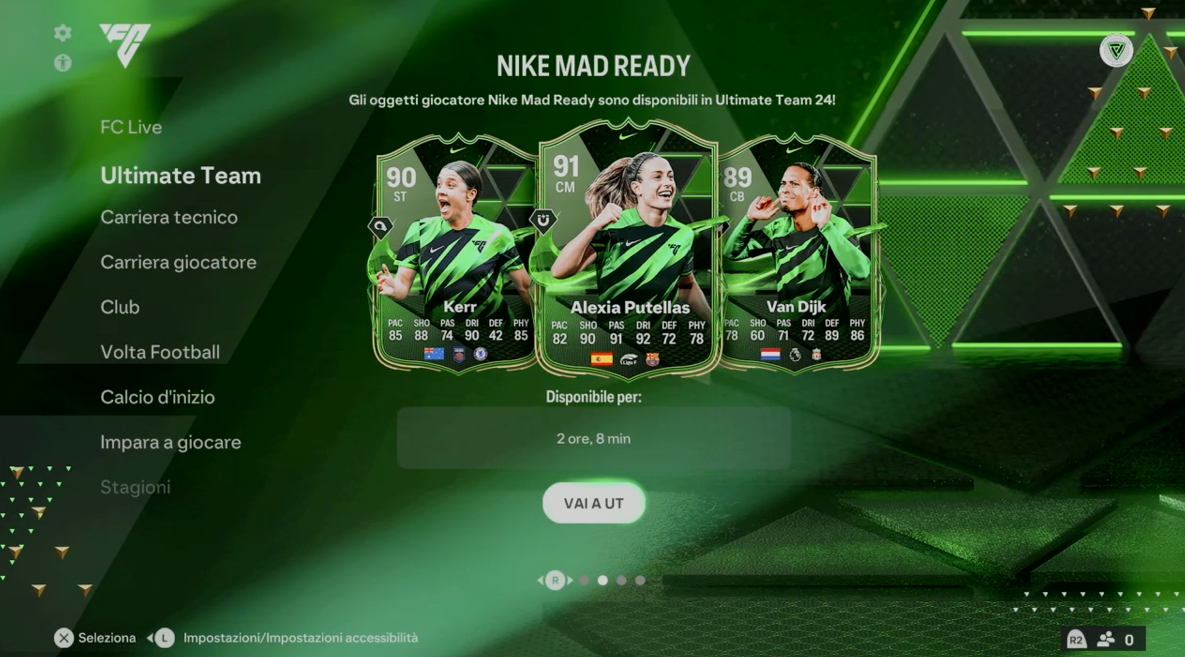 NIKE MAD READY
Gli oggetti giocatore Nike Mad Ready sono disponibili in Ultimate Team 24!
FC Live
Ultimate Team
Carriera tecnico
Carriera giocatore
Club
Volta Football
Calcio d'inizio
Impara a giocare
Stagioni
90
ST
Kerr
PAC SHO PAS DRI DEF PHY
85 88 74 90 42 85
91
CM
Alexia Putellas
PAC SHO PAS DRI DEF PHY
82 90 91 92 72 78
89
CB
Van Dijk
PAC SHO PAS DRI DEF PHY
78 60 71 72 89 86
Disponibile per:
2 ore, 8 min
VAI A UT
R
Seleziona
L Impostazioni/Impostazioni accessibilità
R2 0